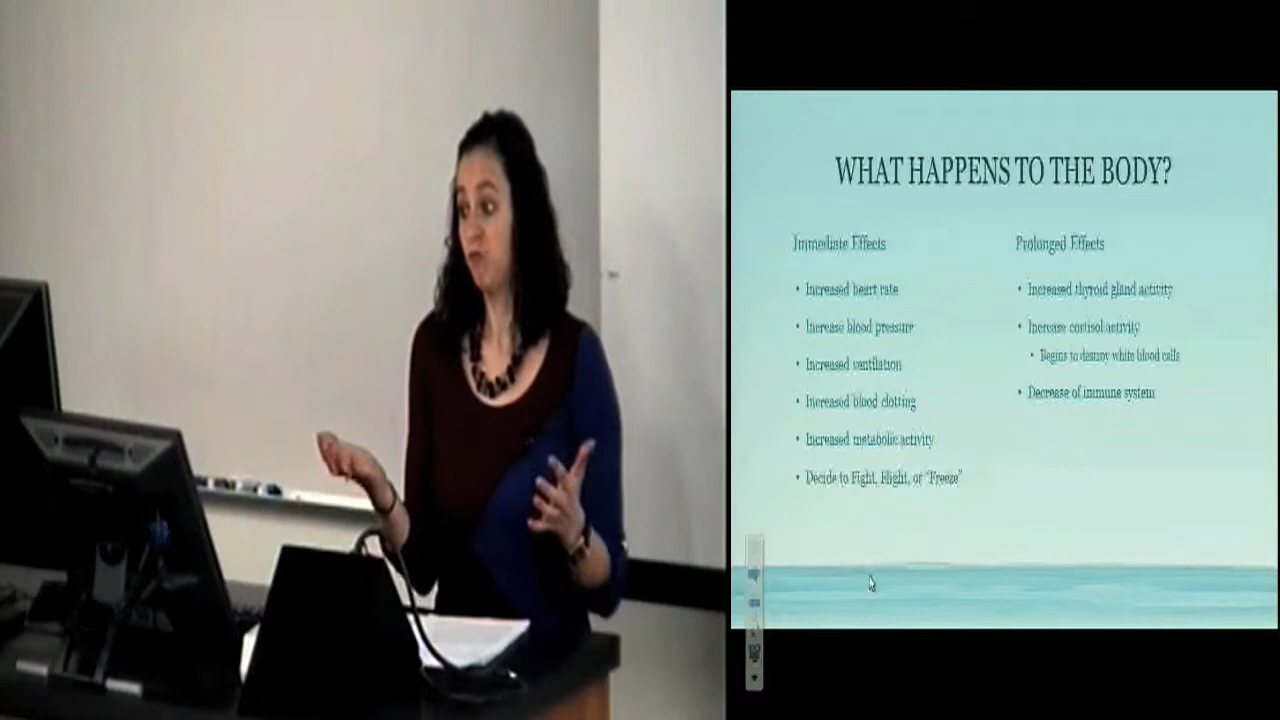 WHAT HAPPENS TO THE BODY?
Immediate Effects
• Increased heart rate
• Increase blood pressure
• Increased ventilation
• Increased blood clotting
• Increased metabolic activity
• Decide to Fight, Flight, or “Freeze”
Prolonged Effects
• Increased thyroid gland activity
• Increase cortisol activity
• Begins to destroy white blood cells
• Decrease of immune system